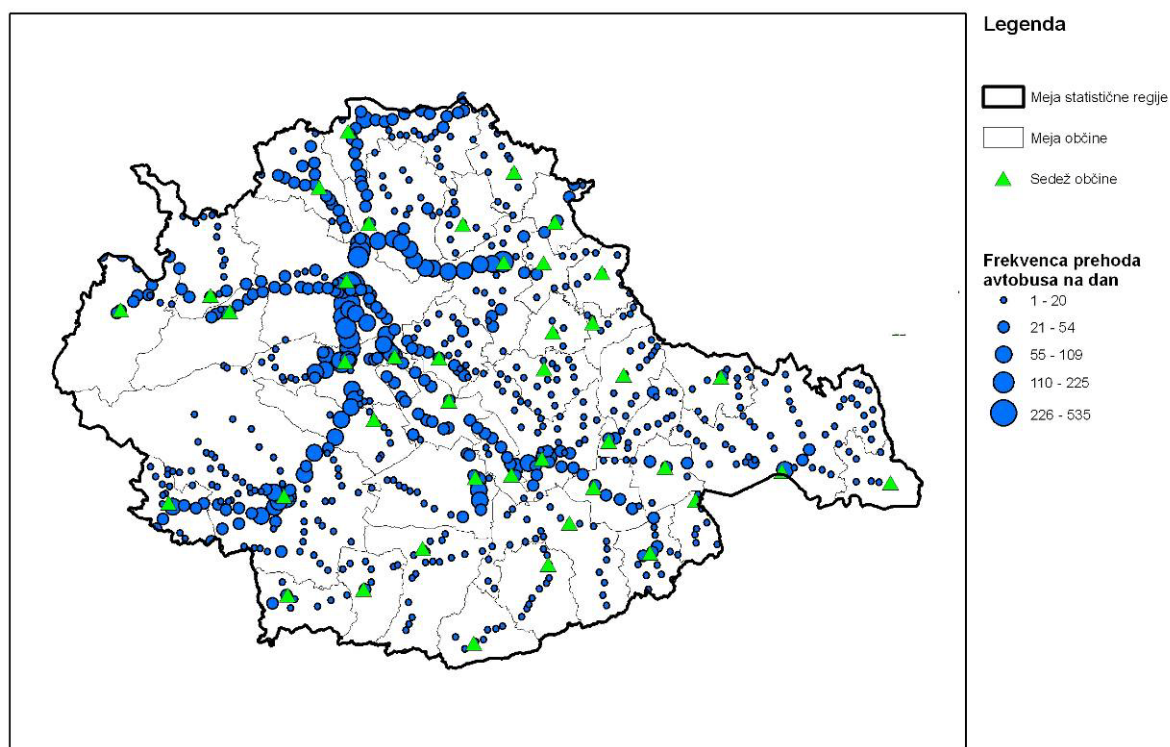 Legenda
Meja statistične regije
Meja občine
Sedež občine
Frekvenca prehoda
avtobusa na dan
1 - 20
21 - 54
55 - 109
110 - 225
226 - 535